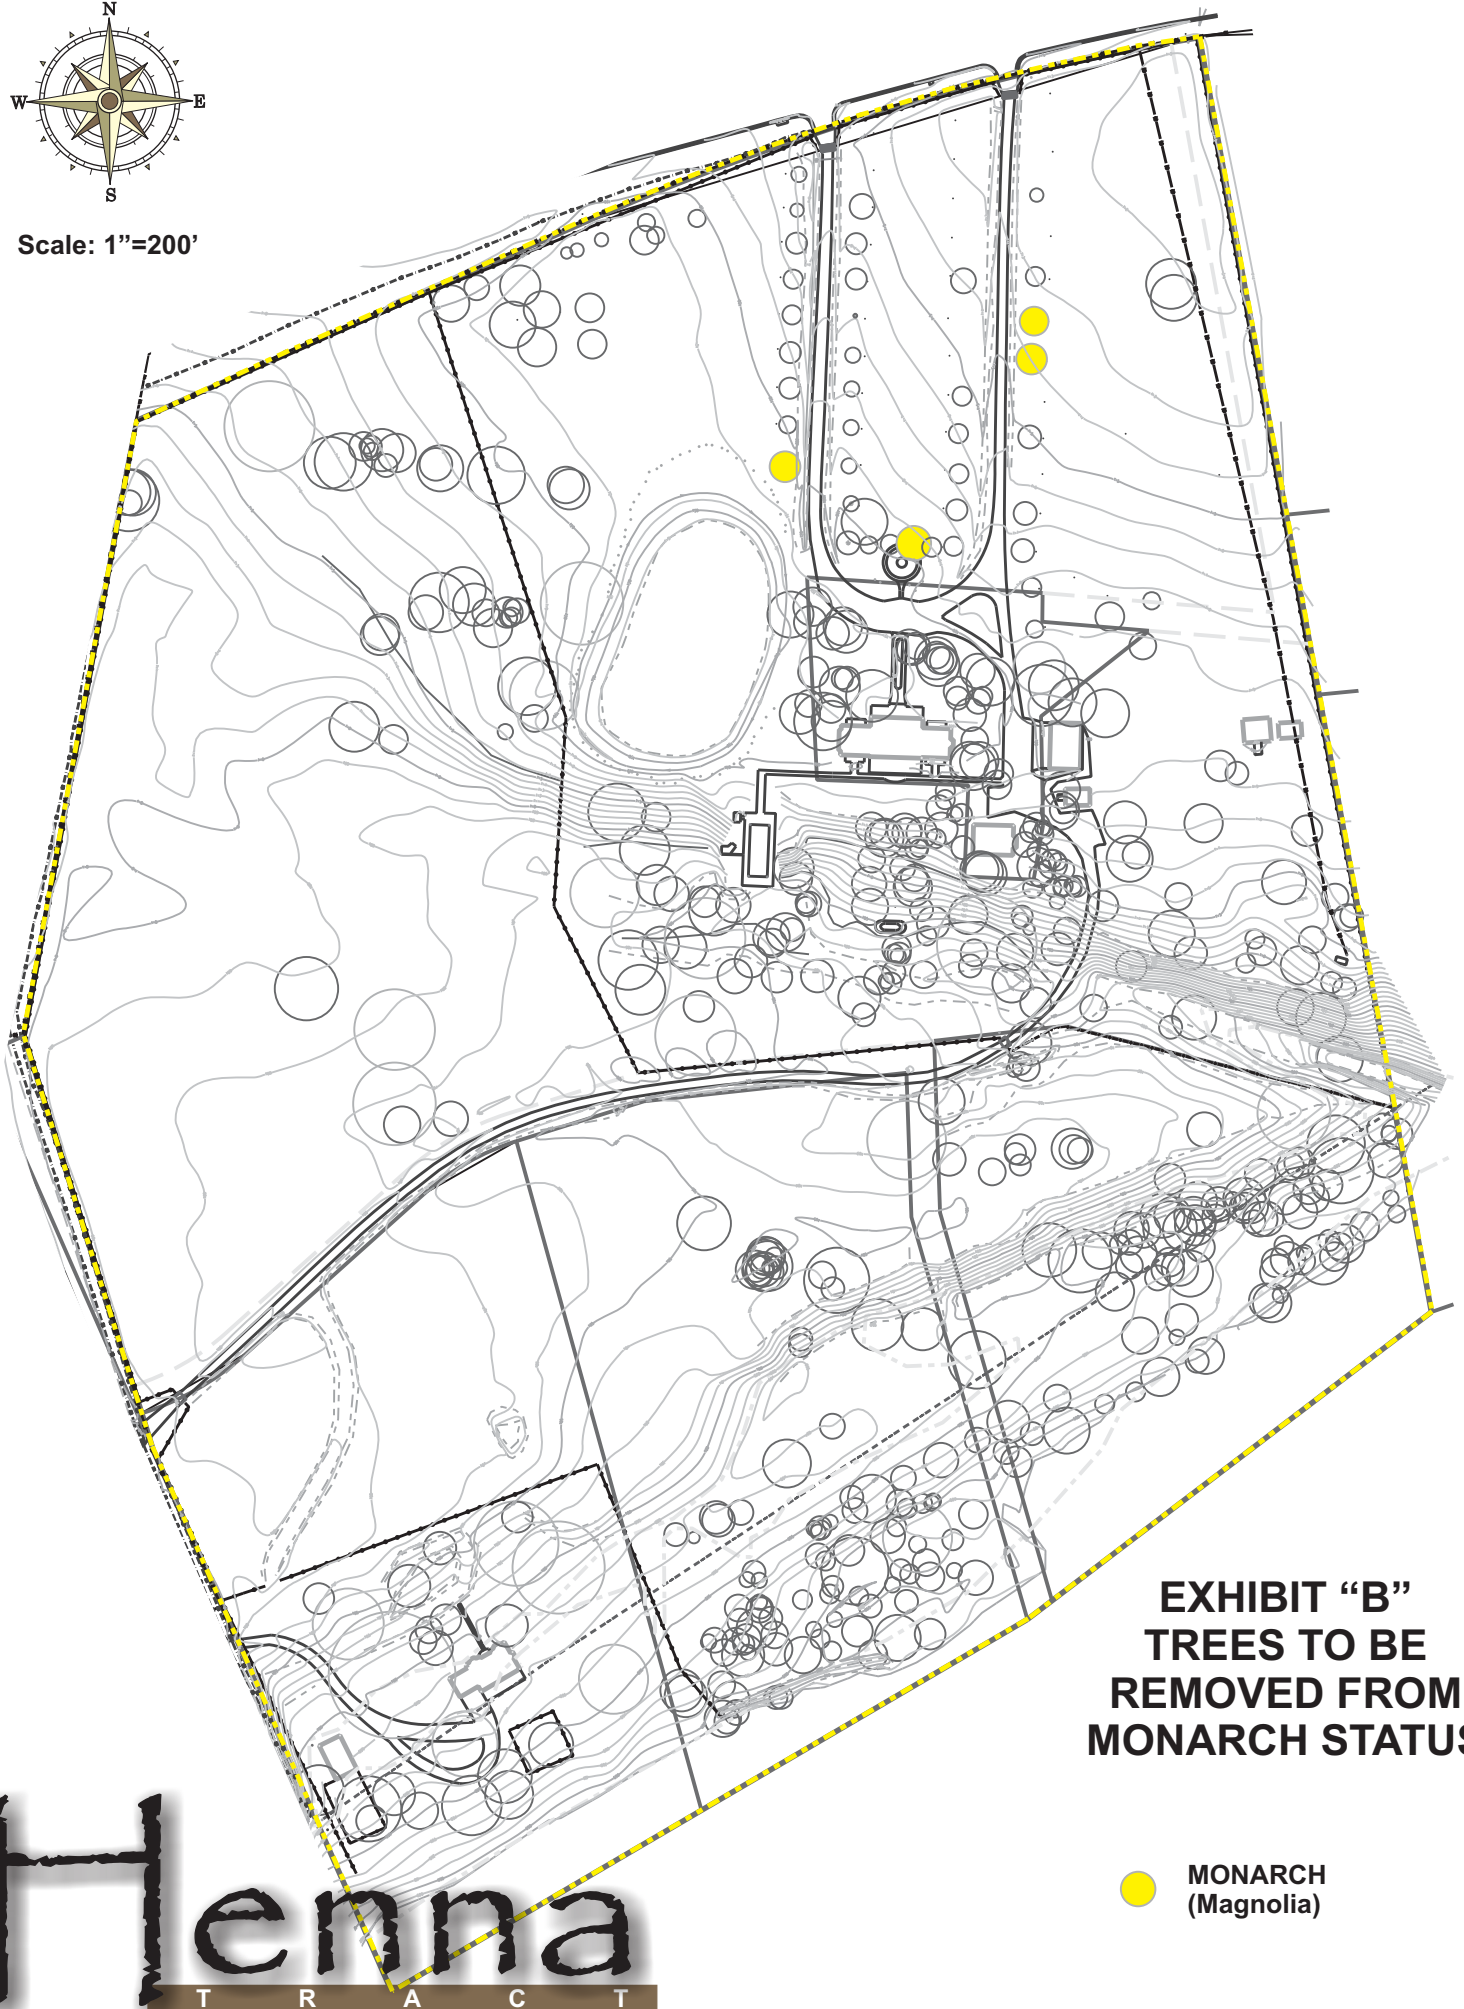 N
W E
S
Scale: 1”=200’
EXHIBIT “B”
TREES TO BE
REMOVED FROM
MONARCH STATUS
MONARCH
(Magnolia)
Henna
TRACT